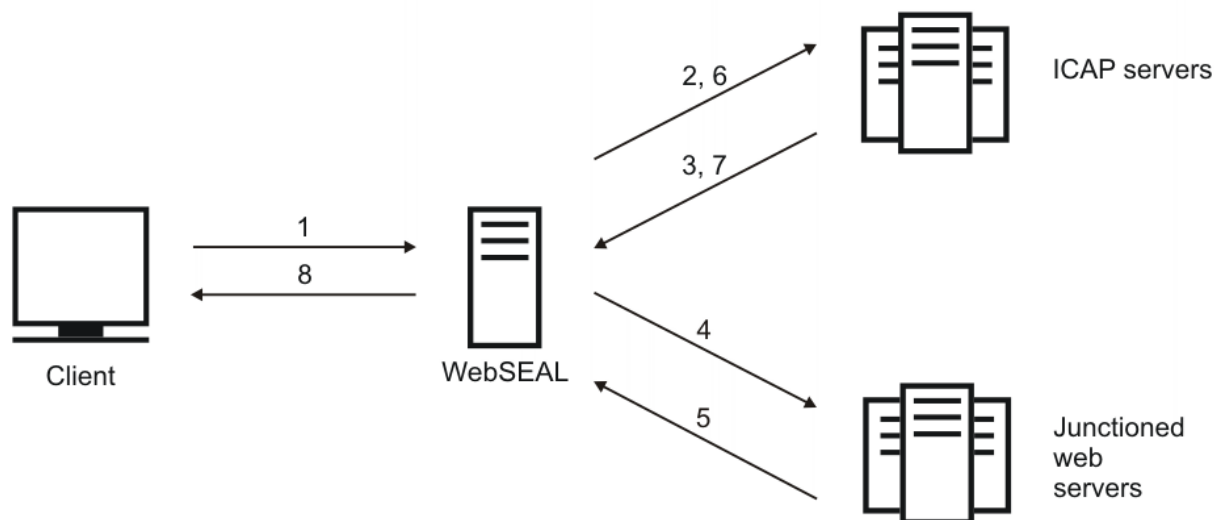 2, 6
ICAP servers
3, 7
1
8
4
Client
WebSEAL
5
Junctioned
web
servers